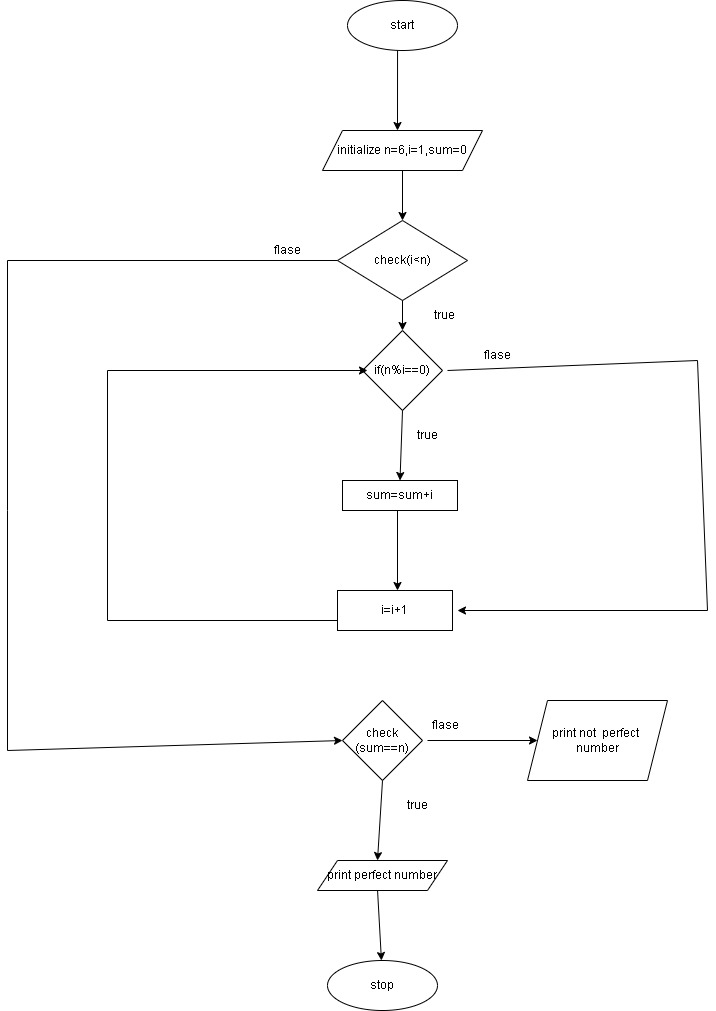 start
initialize n=6,i=1,sum=0
flase
check(i<n)
true
flase
if(n%i==0)
true
sum=sum+i
i=i+1
check
(sum==n)
flase
print not  perfect
number
true
print perfect number
stop